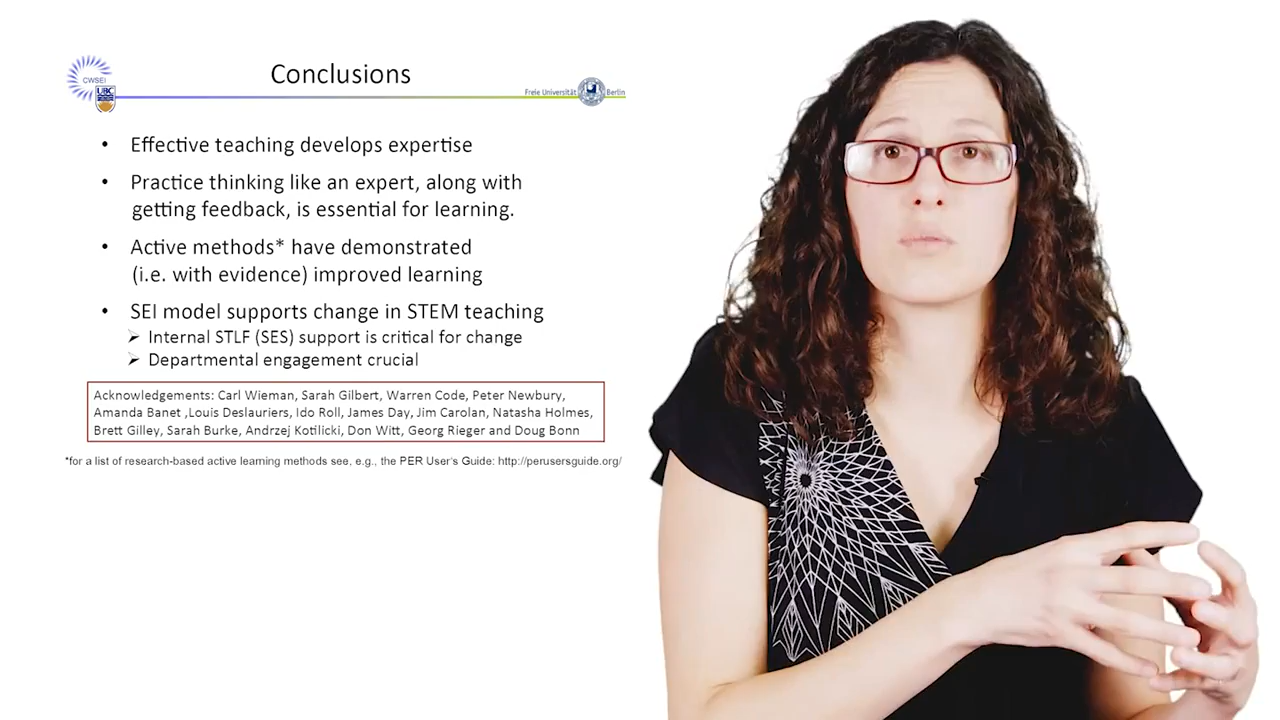 CWSEI
UBC
Conclusions
Freie Universität Berlin
• Effective teaching develops expertise
• Practice thinking like an expert, along with
getting feedback, is essential for learning.
• Active methods* have demonstrated
(i.e. with evidence) improved learning
• SEI model supports change in STEM teaching
➢ Internal STLF (SES) support is critical for change
➢ Departmental engagement crucial
Acknowledgements: Carl Wieman, Sarah Gilbert, Warren Code, Peter Newbury,
Amanda Banet ,Louis Deslauriers, Ido Roll, James Day, Jim Carolan, Natasha Holmes,
Brett Gilley, Sarah Burke, Andrzej Kotilicki, Don Witt, Georg Rieger and Doug Bonn
*for a list of research-based active learning methods see, e.g., the PER User's Guide: http://perusersguide.org/